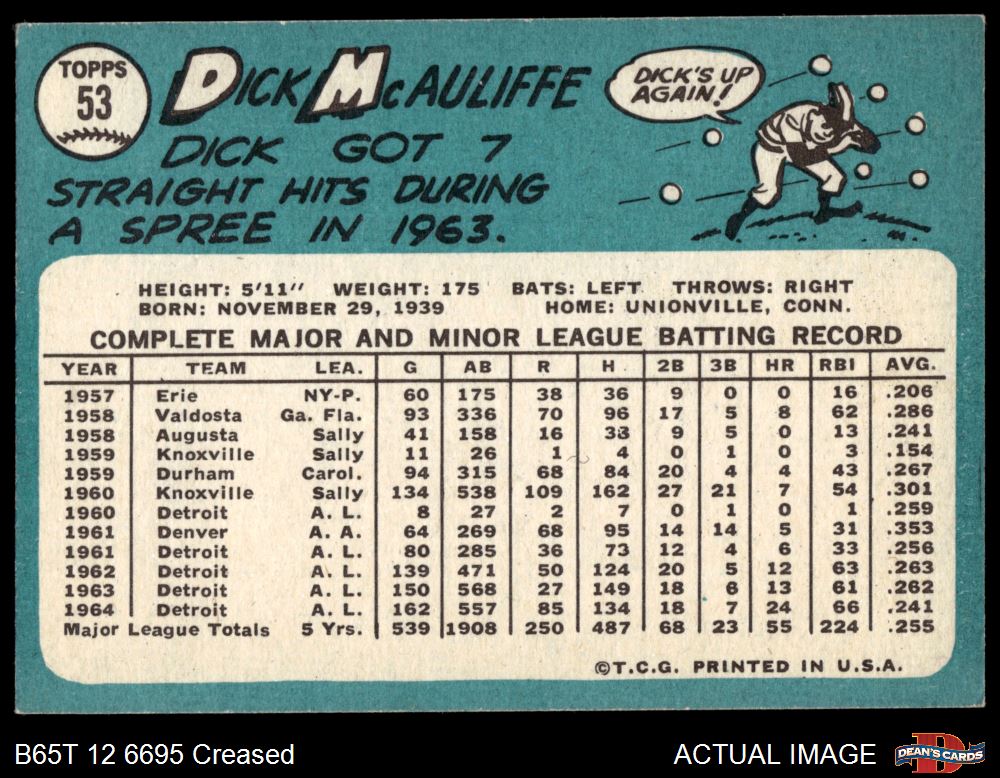 TOPPS
53
DICK McAULIFFE
DICK GOT 7
STRAIGHT HITS DURING
A SPREE IN 1963.
DICK'S UP
AGAIN!
HEIGHT: 5'11" WEIGHT: 175 BATS: LEFT THROWS: RIGHT
BORN: NOVEMBER 29, 1939 HOME: UNIONVILLE, CONN.
COMPLETE MAJOR AND MINOR LEAGUE BATTING RECORD
YEAR TEAM LEA. G AB R H 2B 3B HR RBI AVG.
1957 Erie NY-P. 60 175 38 36 9 0 0 16 .206
1958 Valdosta Ga. Fla. 93 336 70 96 17 5 8 62 .286
1958 Augusta Sally 41 158 16 38 9 5 0 13 .241
1959 Knoxville Sally 11 26 1 4 0 1 0 3 .154
1959 Durham Carol. 94 315 68 84 20 4 4 43 .267
1960 Knoxville Sally 134 538 109 162 27 21 7 54 .301
1960 Detroit A. L. 8 27 2 7 0 1 0 1 .259
1961 Denver A. A. 64 269 68 95 14 14 5 31 .353
1961 Detroit A. L. 80 285 36 73 12 4 6 33 .256
1962 Detroit A. L. 139 471 50 124 20 5 12 63 .263
1963 Detroit A. L. 150 568 27 149 18 6 13 61 .262
1964 Detroit A. L. 162 557 85 134 18 7 24 66 .241
Major League Totals 5 Yrs. 539 1908 250 487 68 23 55 224 .255
©T.C.G. PRINTED IN U.S.A.
B65T 12 6695 Creased
ACTUAL IMAGE
DEAN'S CARDS